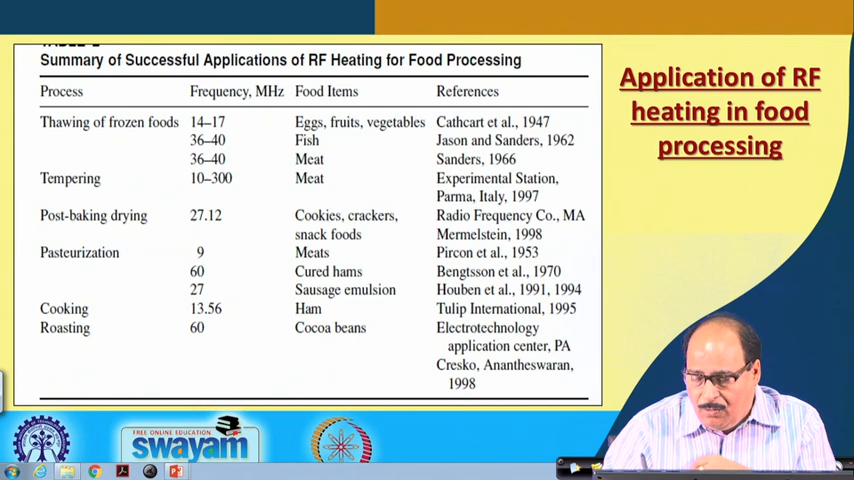 TABLE 2
Summary of Successful Applications of RF Heating for Food Processing
Process Frequency, MHz Food Items References
Thawing of frozen foods 14–17 Eggs, fruits, vegetables Cathcart et al., 1947
36–40 Fish Jason and Sanders, 1962
36–40 Meat Sanders, 1966
Tempering 10–300 Meat Experimental Station,
Parma, Italy, 1997
Post-baking drying 27.12 Cookies, crackers, Radio Frequency Co., MA
snack foods Mermelstein, 1998
Pasteurization 9 Meats Pircon et al., 1953
60 Cured hams Bengtsson et al., 1970
27 Sausage emulsion Houben et al., 1991, 1994
Cooking 13.56 Ham Tulip International, 1995
Roasting 60 Cocoa beans Electrotechnology
application center, PA
Cresko, Anantheswaran,
1998
Application of RF
heating in food
processing
FREE ONLINE EDUCATION
swayam